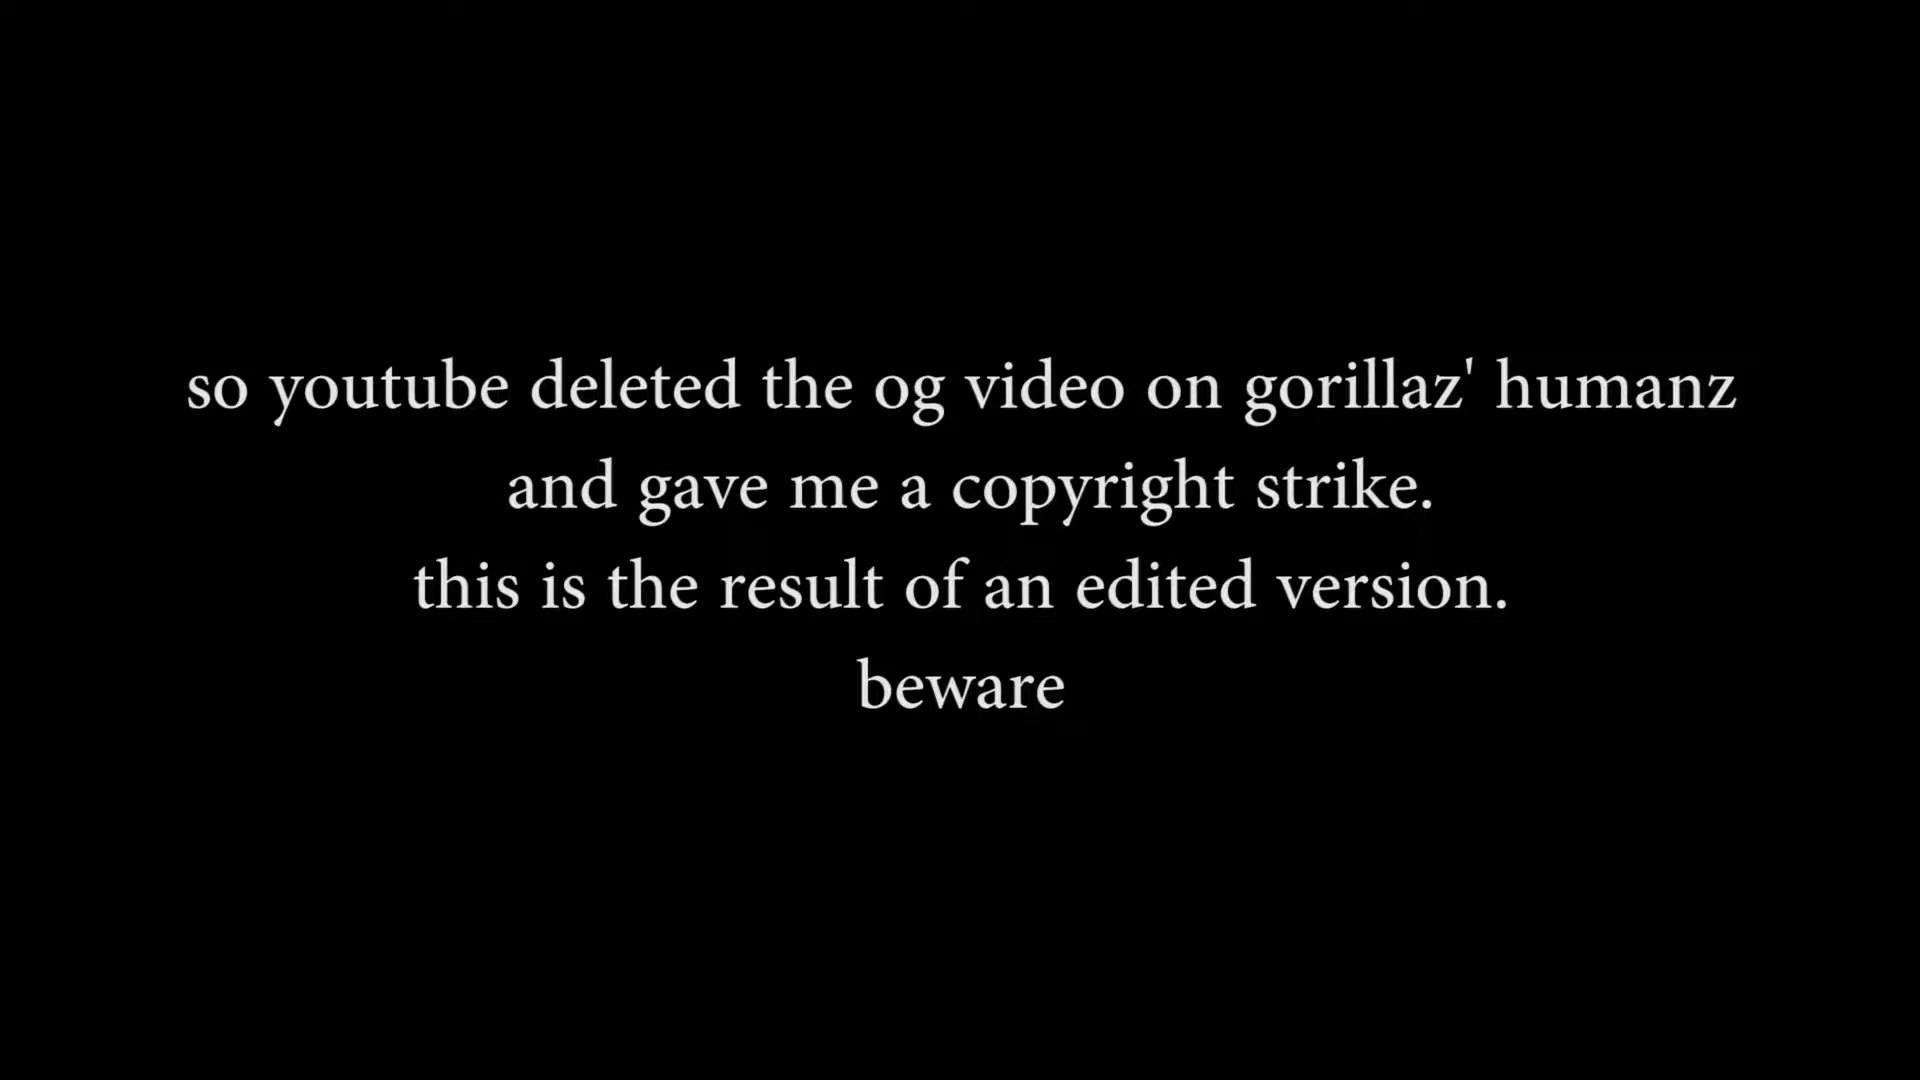 so youtube deleted the og video on gorillaz' humanz
and gave me a copyright strike.
this is the result of an edited version.
beware